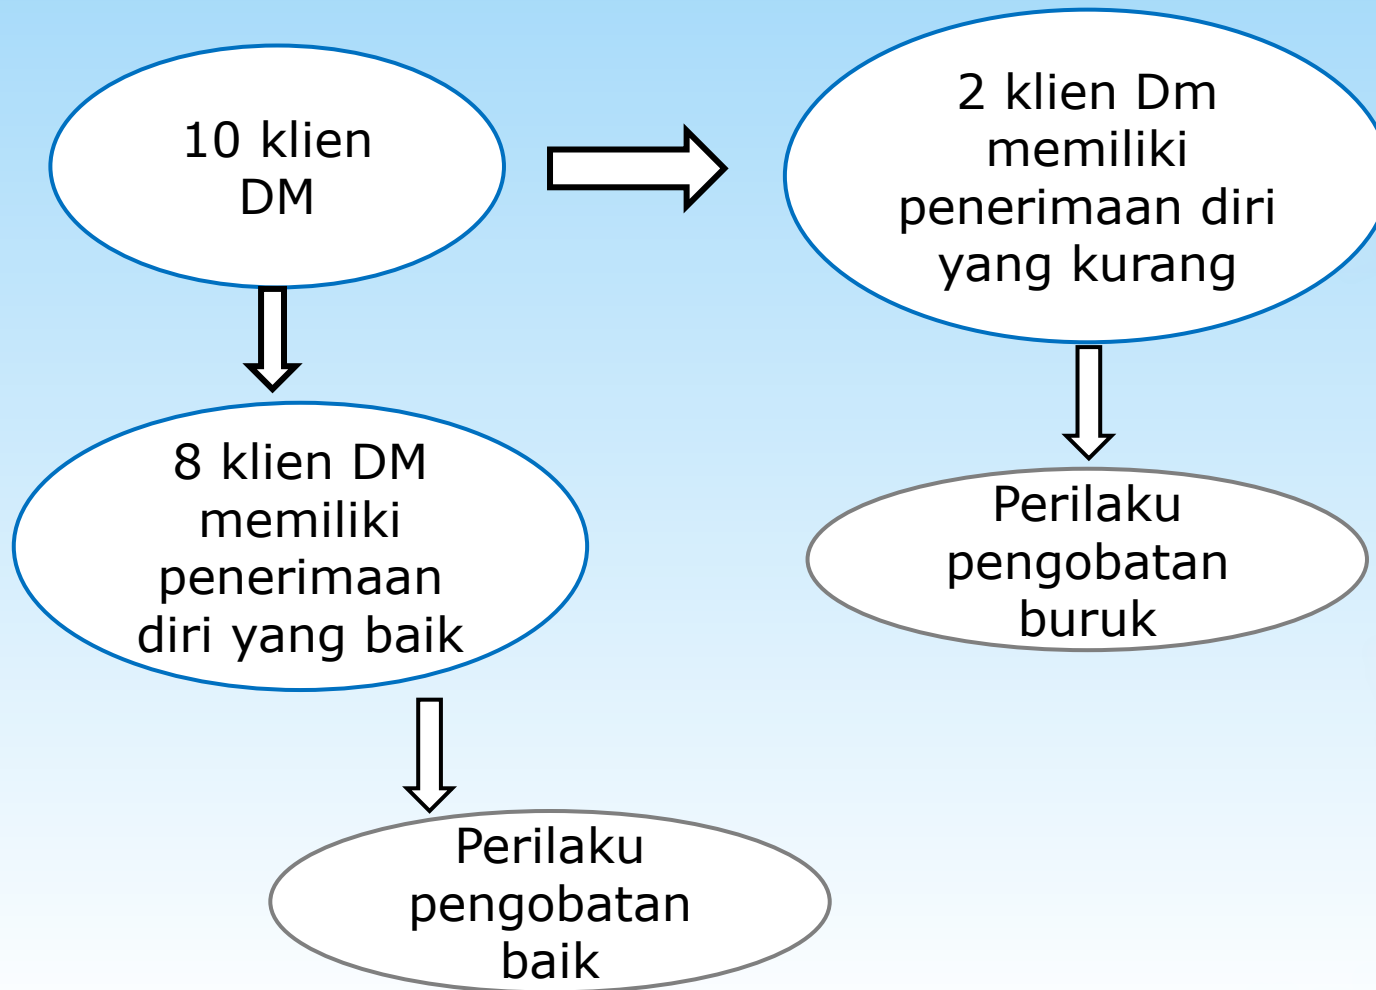 10 klien
DM
2 klien Dm
memiliki
penerimaan diri
yang kurang
8 klien DM
memiliki
penerimaan
diri yang baik
Perilaku
pengobatan
buruk
Perilaku
pengobatan
baik